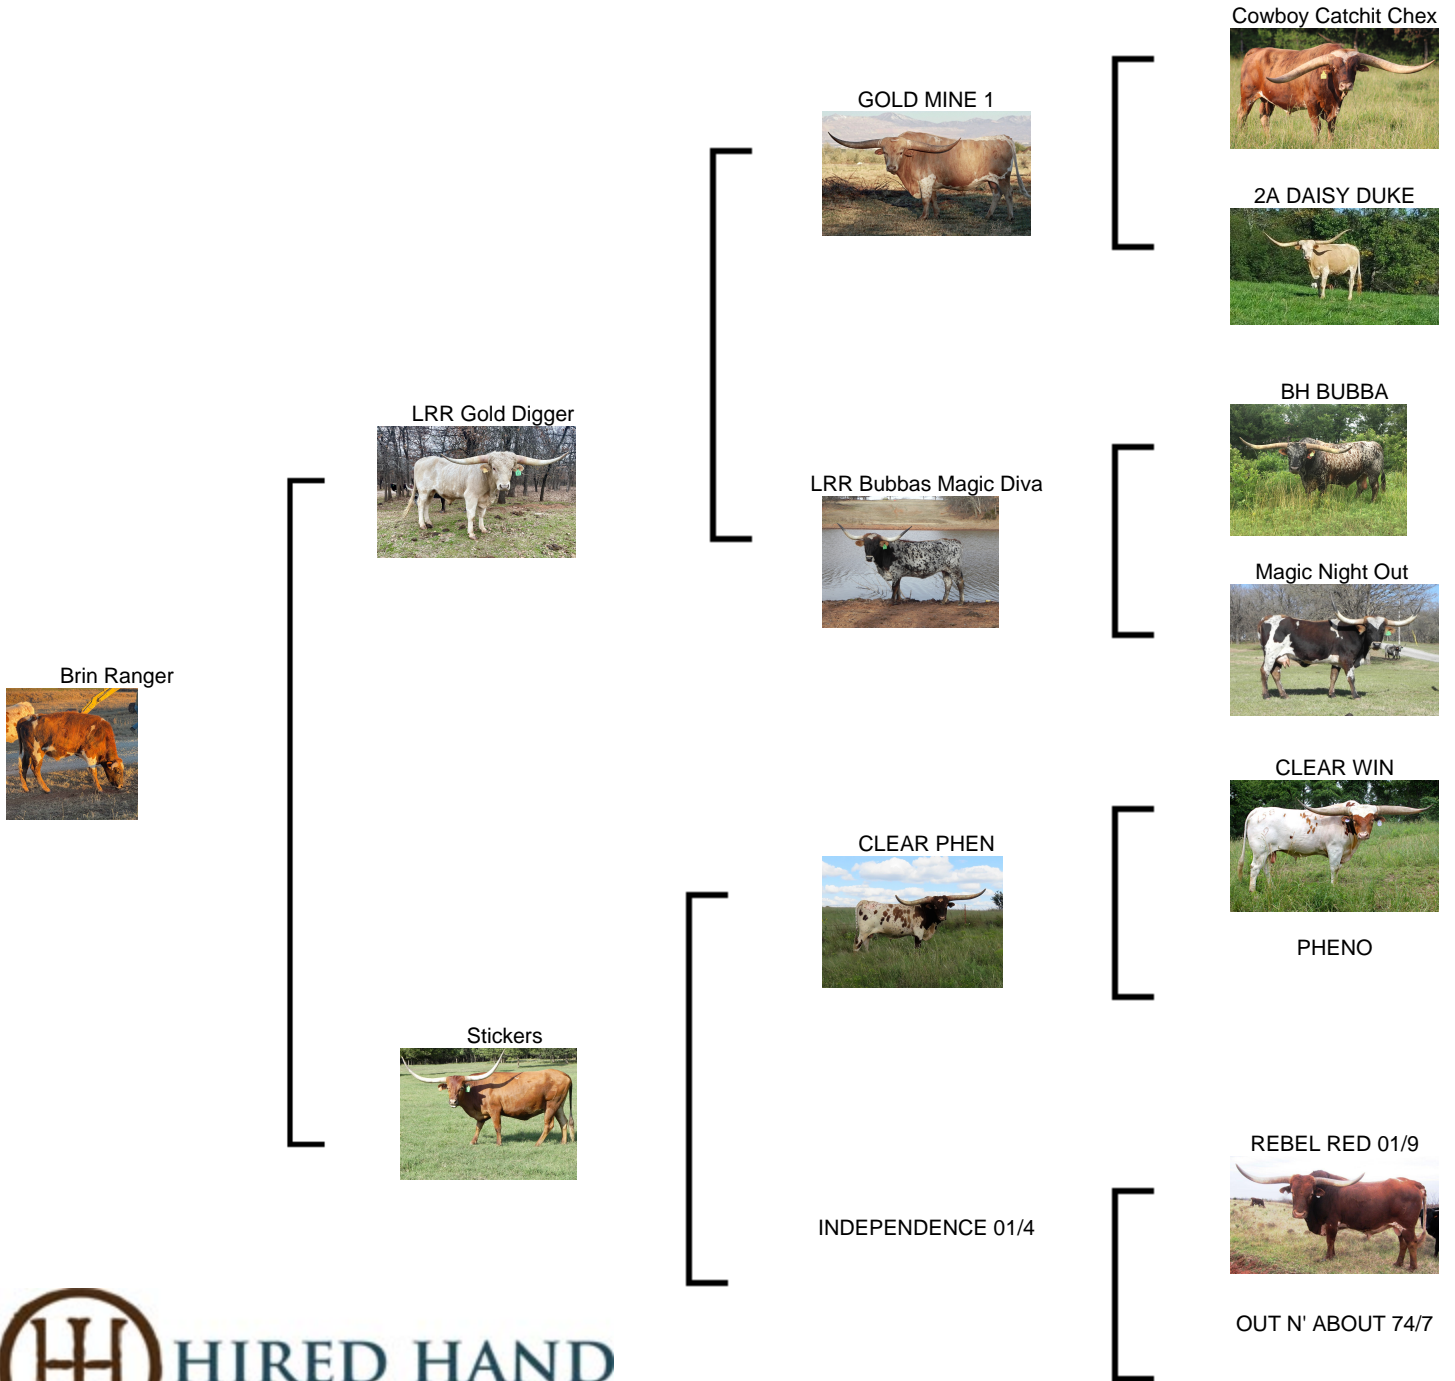 Cowboy Catchit Chex
GOLD MINE 1
2A DAISY DUKE
BH BUBBA
LRR Gold Digger
LRR Bubbas Magic Diva
Magic Night Out
Brin Ranger
CLEAR WIN
CLEAR PHEN
PHENO
Stickers
REBEL RED 01/9
INDEPENDENCE 01/4
OUT N' ABOUT 74/7
HIRED HAND